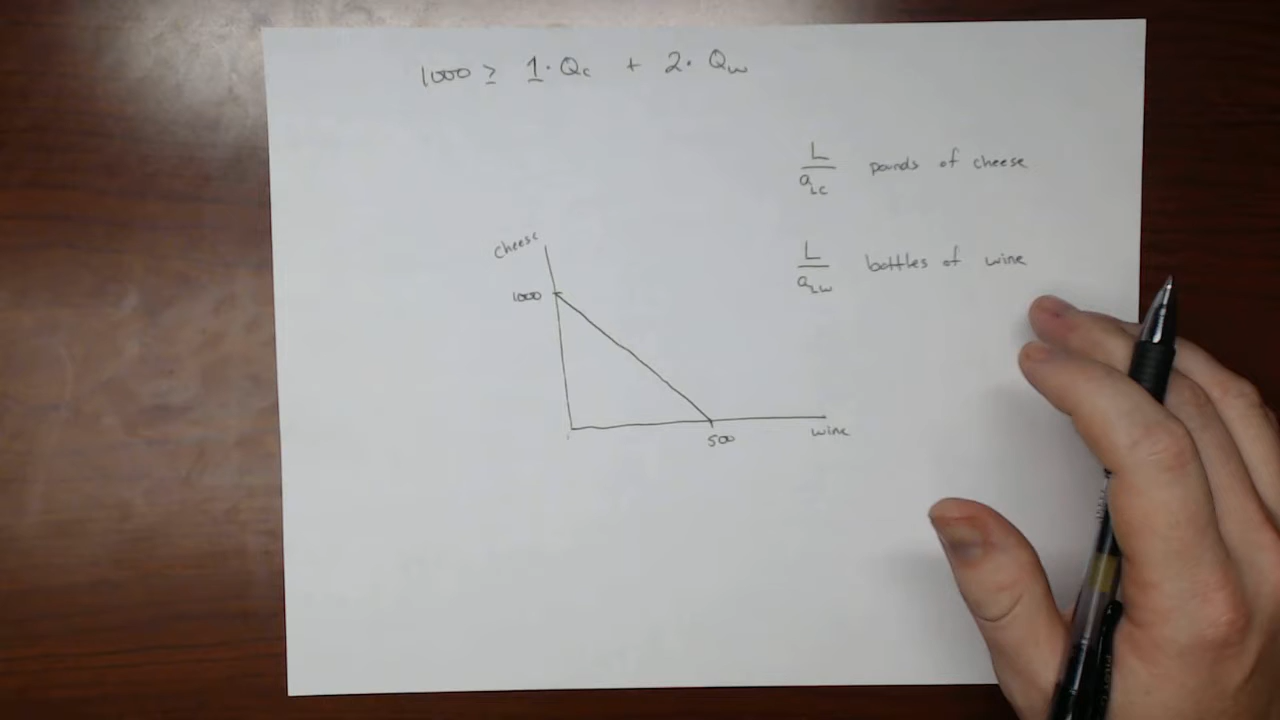 1000 ≥ 1·Qc + 2·Qw
L/aLC pounds of cheese
cheese
L/aLW bottles of wine
1000
500 wine